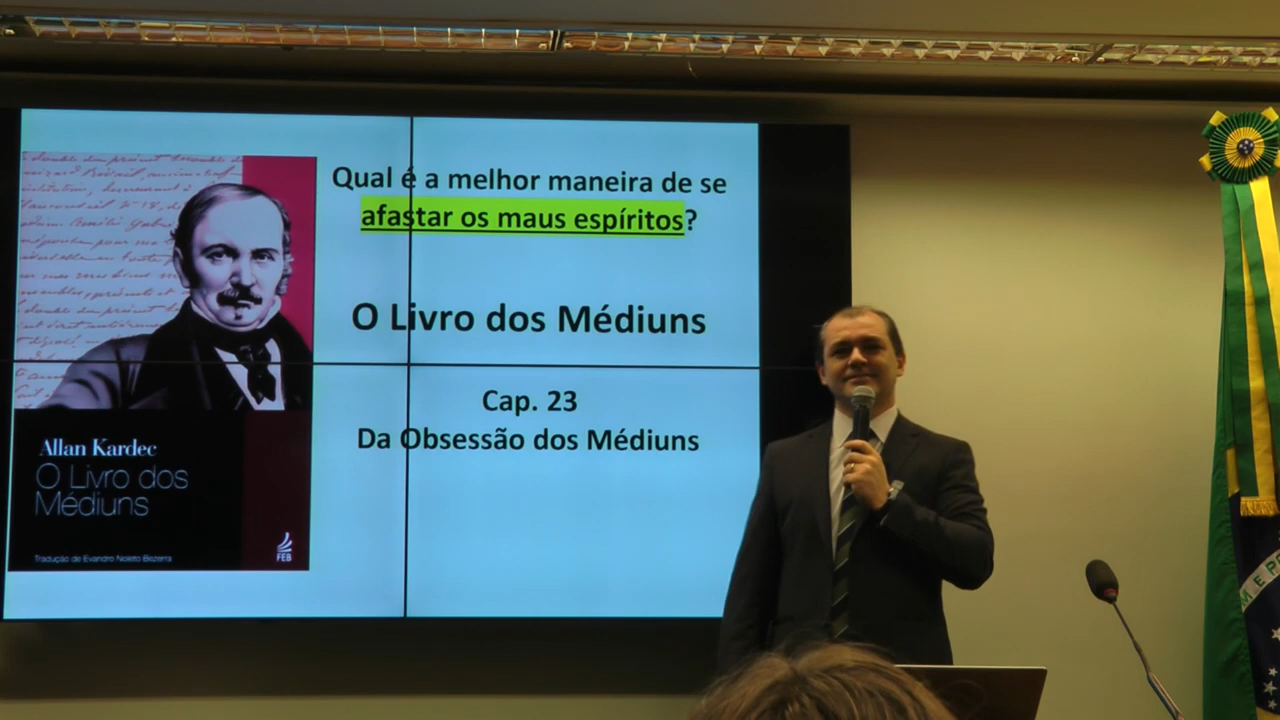 Qual é a melhor maneira de se
afastar os maus espíritos?
O Livro dos Médiuns
Cap. 23
Da Obsessão dos Médiuns
Allan Kardec
O Livro dos
Médiuns
Tradução de Evandro Noleto Bezerra
FEB
M E P